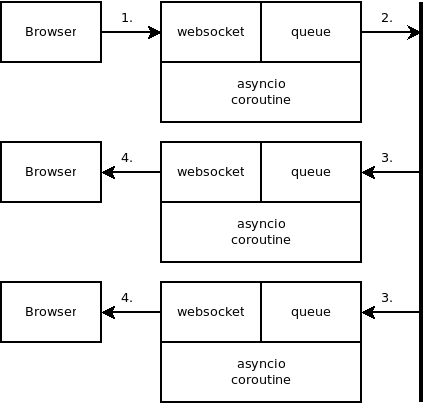 Browser
1.
websocket
queue
2.
asyncio
coroutine
Browser
4.
websocket
queue
3.
asyncio
coroutine
Browser
4.
websocket
queue
3.
asyncio
coroutine